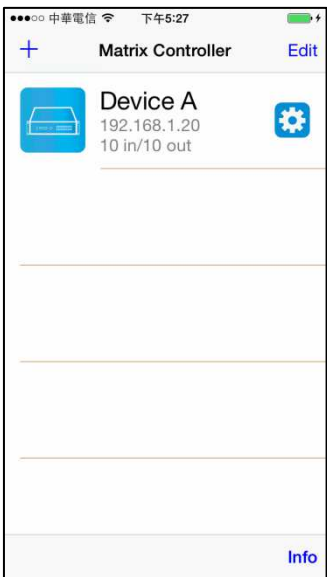 中華電信 下午5:27
+ Matrix Controller Edit
Device A
192.168.1.20
10 in/10 out
Info